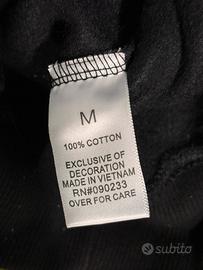 M
100% COTTON
EXCLUSIVE OF
DECORATION
MADE IN VIETNAM
RN#090233
OVER FOR CARE
subito